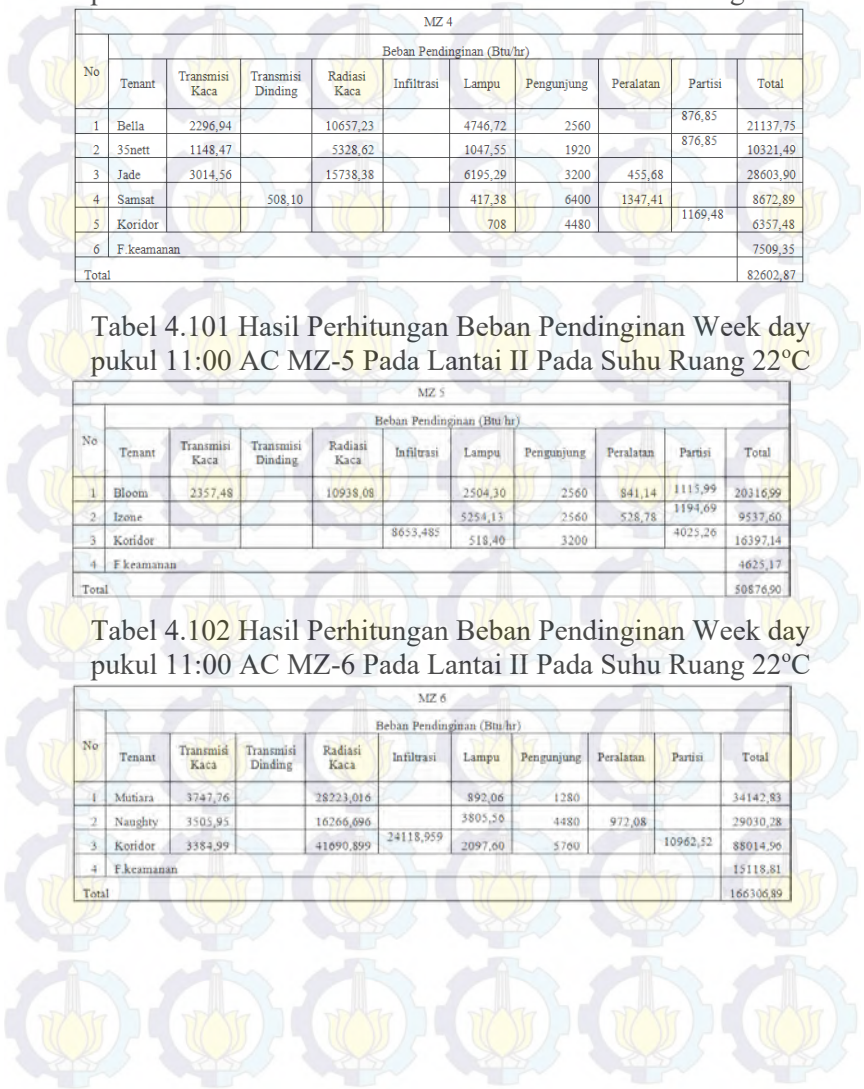 MZ 4
No
Beban Pendinginan (Btu/hr)
Tenant Transmisi Kaca Transmisi Dinding Radiasi Kaca Infiltrasi Lampu Pengunjung Peralatan Partisi Total
1 Bella 2296,94 10657,23 4746,72 2560 876,85 21137,75
2 35nett 1148,47 5328,62 1047,55 1920 876,85 10321,49
3 Jade 3014,56 15738,38 6195,29 3200 455,68 28603,90
4 Samsat 508,10 417,38 6400 1347,41 8672,89
5 Koridor 708 4480 1169,48 6357,48
6 F.keamanan 7509,35
Total 82602,87
Tabel 4.101 Hasil Perhitungan Beban Pendinginan Week day
pukul 11:00 AC MZ-5 Pada Lantai II Pada Suhu Ruang 22°C
MZ 5
No
Beban Pendinginan (Btu/hr)
Tenant Transmisi Kaca Transmisi Dinding Radiasi Kaca Infiltrasi Lampu Pengunjung Peralatan Partisi Total
1 Bloom 2357,48 10938,08 2504,30 2560 841,14 1115,99 20316,99
2 Izone 5254,13 2560 528,78 1194,69 9537,60
3 Koridor 8653,485 518,40 3200 4025,26 16397,14
4 F.keamanan 4625,17
Total 50876,90
Tabel 4.102 Hasil Perhitungan Beban Pendinginan Week day
pukul 11:00 AC MZ-6 Pada Lantai II Pada Suhu Ruang 22°C
MZ 6
No
Beban Pendinginan (Btu/hr)
Tenant Transmisi Kaca Transmisi Dinding Radiasi Kaca Infiltrasi Lampu Pengunjung Peralatan Partisi Total
1 Mutiara 3747,76 28223,016 892,06 1280 34142,83
2 Naughty 3505,95 16266,696 3805,56 4480 972,08 29030,28
3 Koridor 3384,99 41690,899 24118,959 2097,60 5760 10962,52 88014,96
4 F.keamanan 15118,81
Total 166306,89